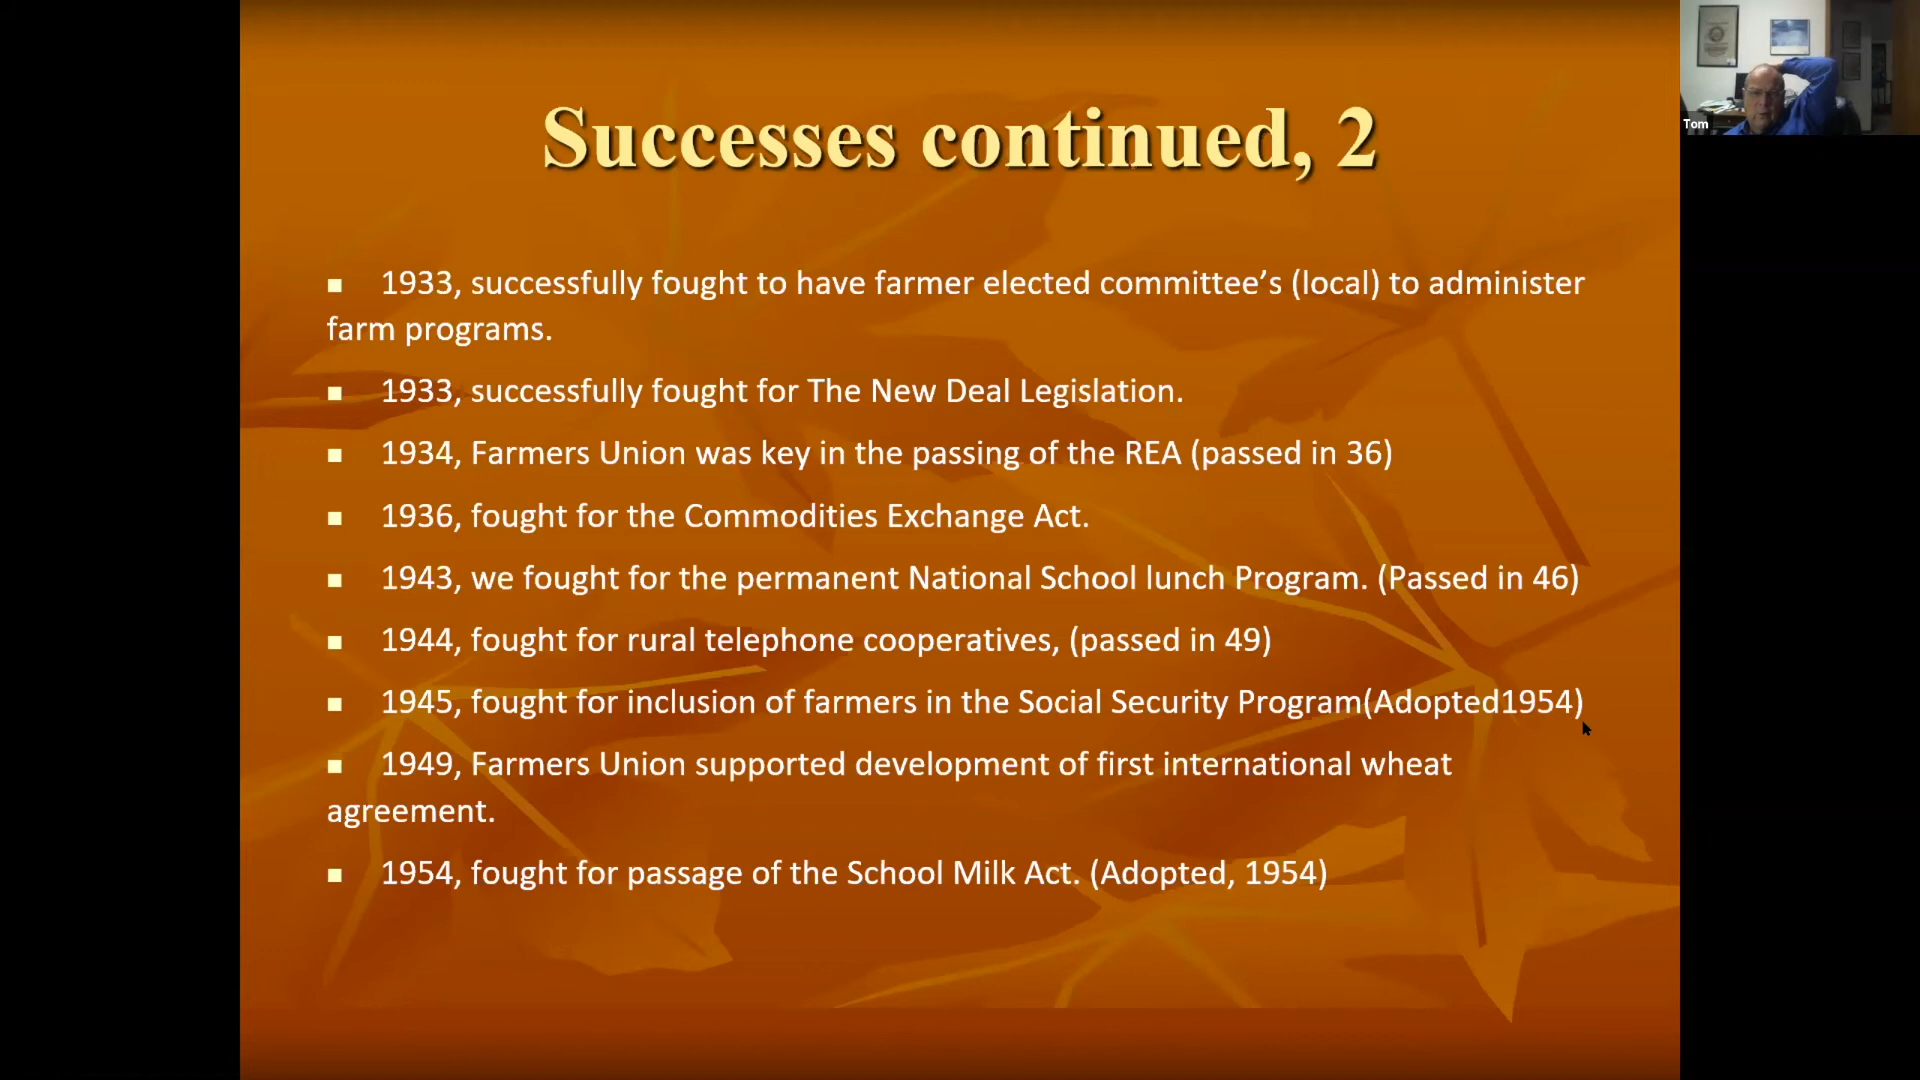 Successes continued, 2
Tom
▪ 1933, successfully fought to have farmer elected committee’s (local) to administer
farm programs.
▪ 1933, successfully fought for The New Deal Legislation.
▪ 1934, Farmers Union was key in the passing of the REA (passed in 36)
▪ 1936, fought for the Commodities Exchange Act.
▪ 1943, we fought for the permanent National School lunch Program. (Passed in 46)
▪ 1944, fought for rural telephone cooperatives, (passed in 49)
▪ 1945, fought for inclusion of farmers in the Social Security Program(Adopted1954)
▪ 1949, Farmers Union supported development of first international wheat
agreement.
▪ 1954, fought for passage of the School Milk Act. (Adopted, 1954)